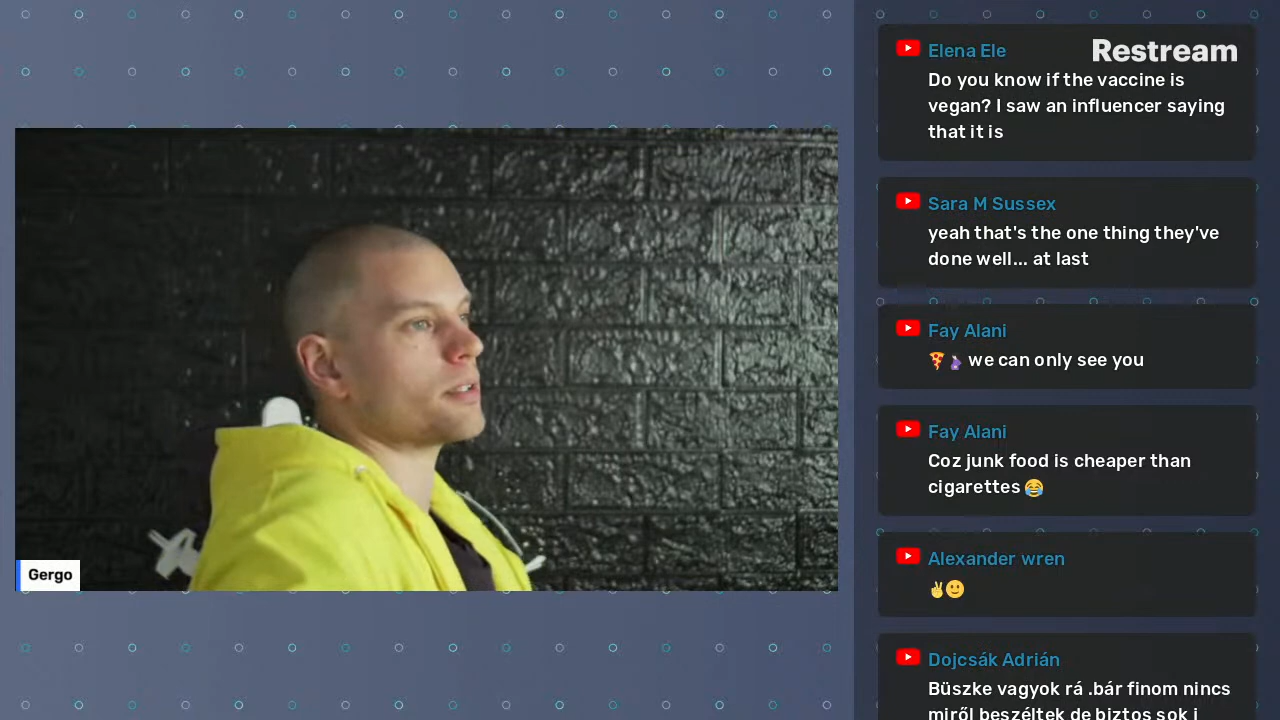 Gergo
Restream
Elena Ele
Do you know if the vaccine is
vegan? I saw an influencer saying
that it is
Sara M Sussex
yeah that's the one thing they've
done well... at last
Fay Alani
🍕🤰 we can only see you
Fay Alani
Coz junk food is cheaper than
cigarettes 😂
Alexander wren
✌🙂
Dojcsák Adrián
Büszke vagyok rá .bár finom nincs
miről beszéltek de biztos sok j